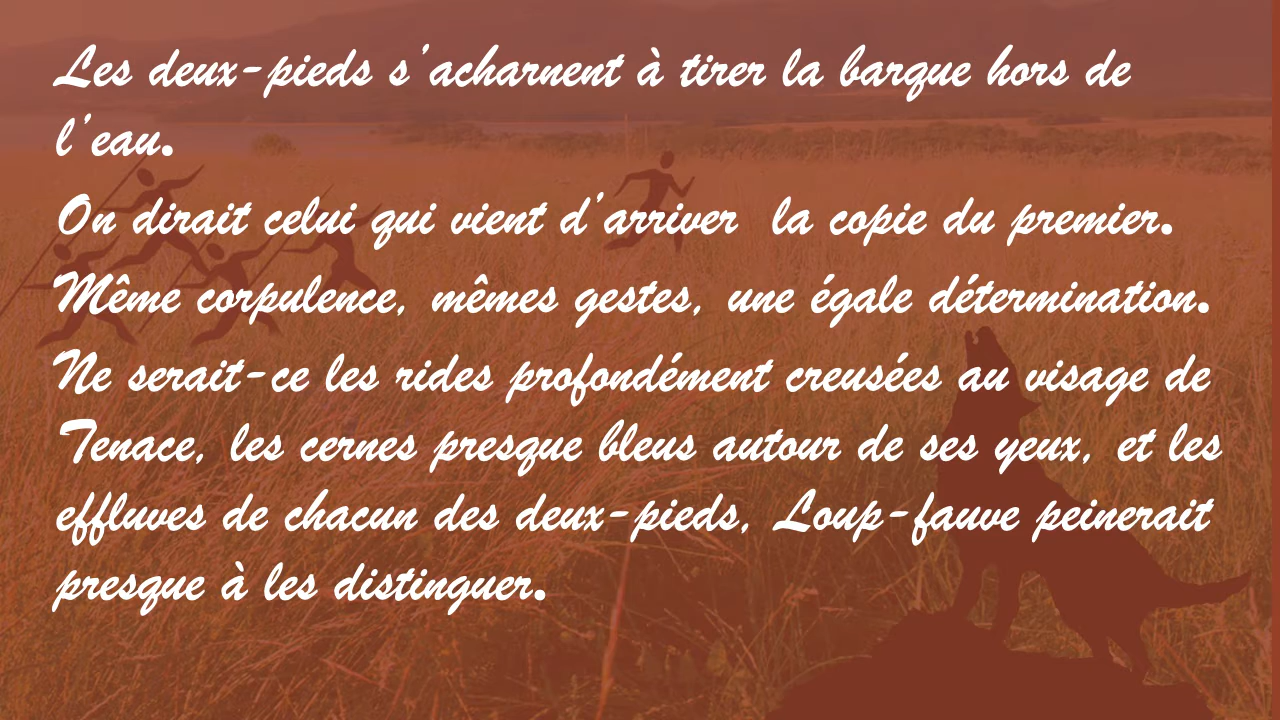 Les deux-pieds s’acharnent à tirer la barque hors de
l’eau.
On dirait celui qui vient d’arriver  la copie du premier.
Même corpulence, mêmes gestes, une égale détermination.
Ne serait-ce les rides profondément creusées au visage de
Tenace, les cernes presque bleus autour de ses yeux, et les
effluves de chacun des deux-pieds, Loup-fauve peinerait
presque à les distinguer.